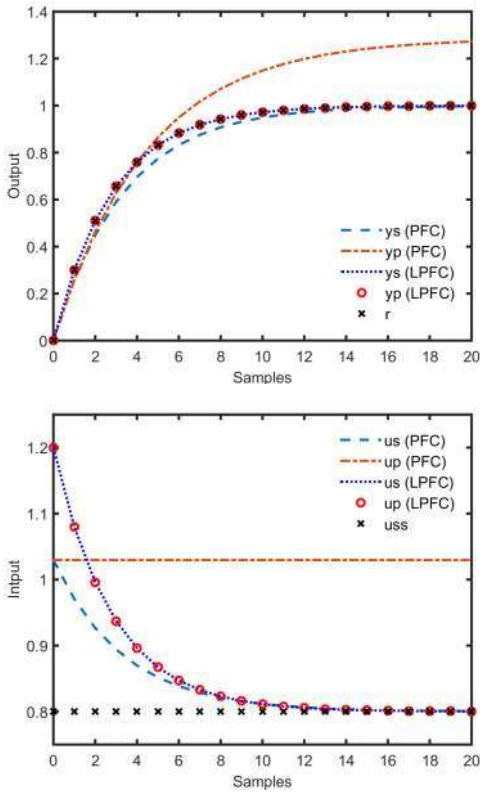 1.4
1.2
1
0.8
0.6
0.4
0.2
0
Output
0 2 4 6 8 10 12 14 16 18 20
Samples
ys (PFC)
yp (PFC)
ys (LPFC)
yp (LPFC)
r
1.2
1.1
1
0.9
0.8
Intput
0 2 4 6 8 10 12 14 16 18 20
Samples
us (PFC)
up (PFC)
us (LPFC)
up (LPFC)
uss